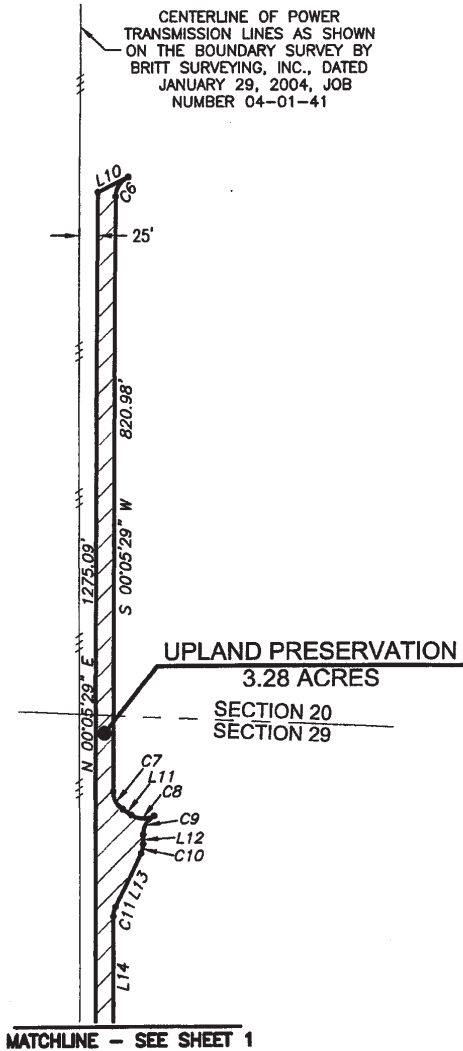 CENTERLINE OF POWER
TRANSMISSION LINES AS SHOWN
ON THE BOUNDARY SURVEY BY
BRITT SURVEYING, INC., DATED
JANUARY 29, 2004, JOB
NUMBER 04-01-41
L10
C6
25'
820.98'
S 00°05'29" W
1275.09'
N 00°05'29" E
UPLAND PRESERVATION
3.28 ACRES
SECTION 20
SECTION 29
C7
L11
C8
C9
L12
C10
L13
C11
L14
MATCHLINE - SEE SHEET 1